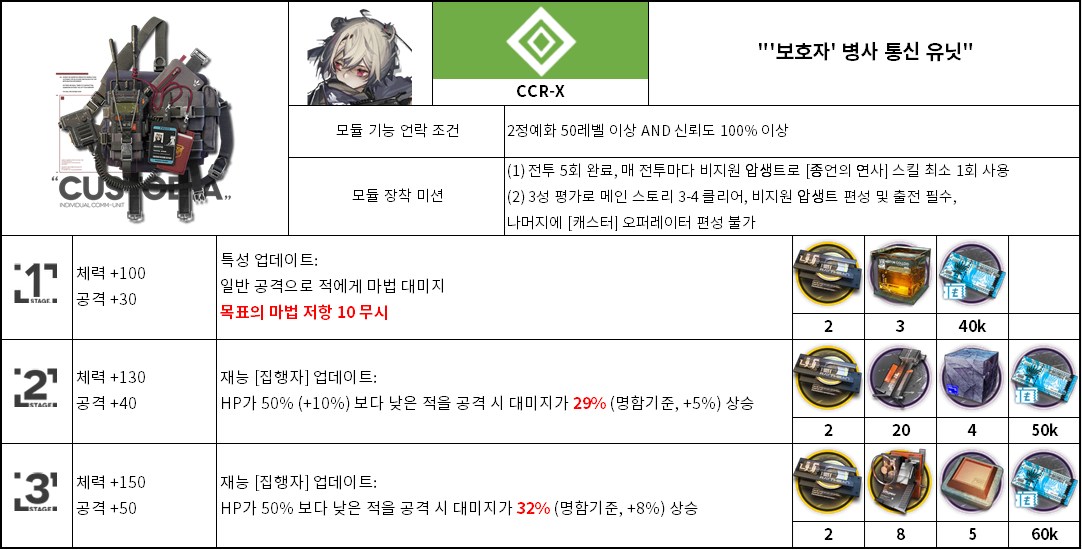 "CUSTODIA"
INDIVIDUAL COMM-UNIT
CCR-X
"'보호자' 병사 통신 유닛"
모듈 기능 언락 조건
2정예화 50레벨 이상 AND 신뢰도 100% 이상
모듈 장착 미션
(1) 전투 5회 완료, 매 전투마다 비지원 압생트로 [종언의 연사] 스킬 최소 1회 사용
(2) 3성 평가로 메인 스토리 3-4 클리어, 비지원 압생트 편성 및 출전 필수,
나머지에 [캐스터] 오퍼레이터 편성 불가
1
STAGE
체력 +100
공격 +30
특성 업데이트:
일반 공격으로 적에게 마법 대미지
목표의 마법 저항 10 무시
2
3
40k
2
STAGE
체력 +130
공격 +40
재능 [집행자] 업데이트:
HP가 50% (+10%) 보다 낮은 적을 공격 시 대미지가 29% (명함기준, +5%) 상승
2
20
4
50k
3
STAGE
체력 +150
공격 +50
재능 [집행자] 업데이트:
HP가 50% 보다 낮은 적을 공격 시 대미지가 32% (명함기준, +8%) 상승
2
8
5
60k